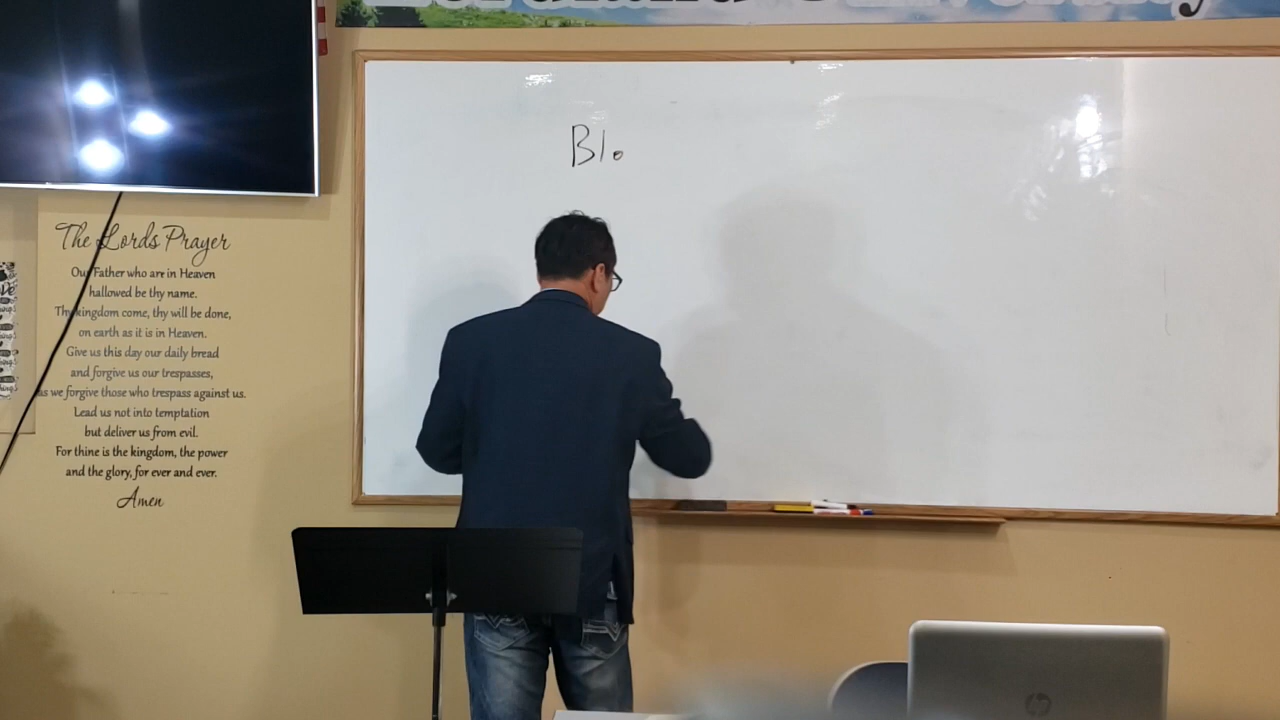 BI.
The Lords Prayer
Our Father who are in Heaven
hallowed be thy name.
Thy kingdom come, thy will be done,
on earth as it is in Heaven.
Give us this day our daily bread
and forgive us our trespasses,
as we forgive those who trespass against us.
Lead us not into temptation
but deliver us from evil.
For thine is the kingdom, the power
and the glory, for ever and ever.
Amen
hp